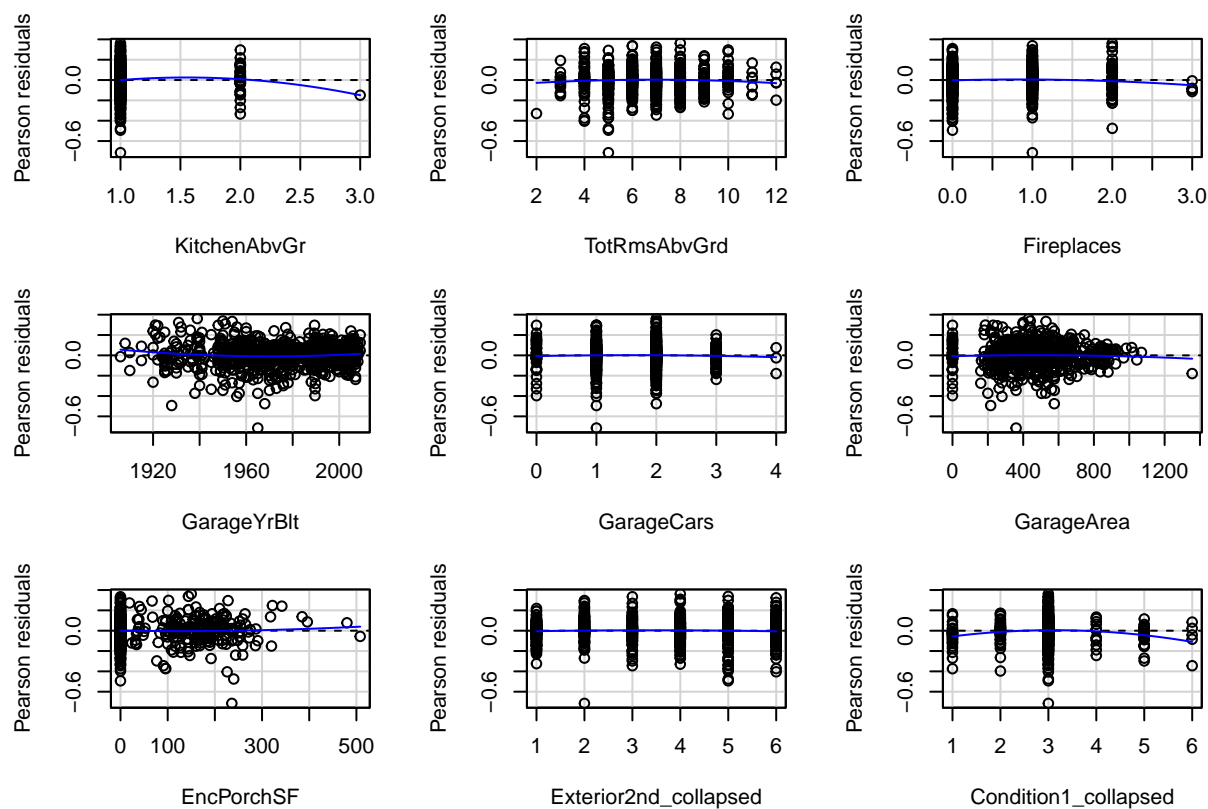 Pearson residuals
−0.6 0.0
1.0 1.5 2.0 2.5 3.0
KitchenAbvGr
Pearson residuals
−0.6 0.0
2 4 6 8 10 12
TotRmsAbvGrd
Pearson residuals
−0.6 0.0
0.0 1.0 2.0 3.0
Fireplaces
Pearson residuals
−0.6 0.0
1920 1960 2000
GarageYrBlt
Pearson residuals
−0.6 0.0
0 1 2 3 4
GarageCars
Pearson residuals
−0.6 0.0
0 400 800 1200
GarageArea
Pearson residuals
−0.6 0.0
0 100 300 500
EncPorchSF
Pearson residuals
−0.6 0.0
1 2 3 4 5 6
Exterior2nd_collapsed
Pearson residuals
−0.6 0.0
1 2 3 4 5 6
Condition1_collapsed